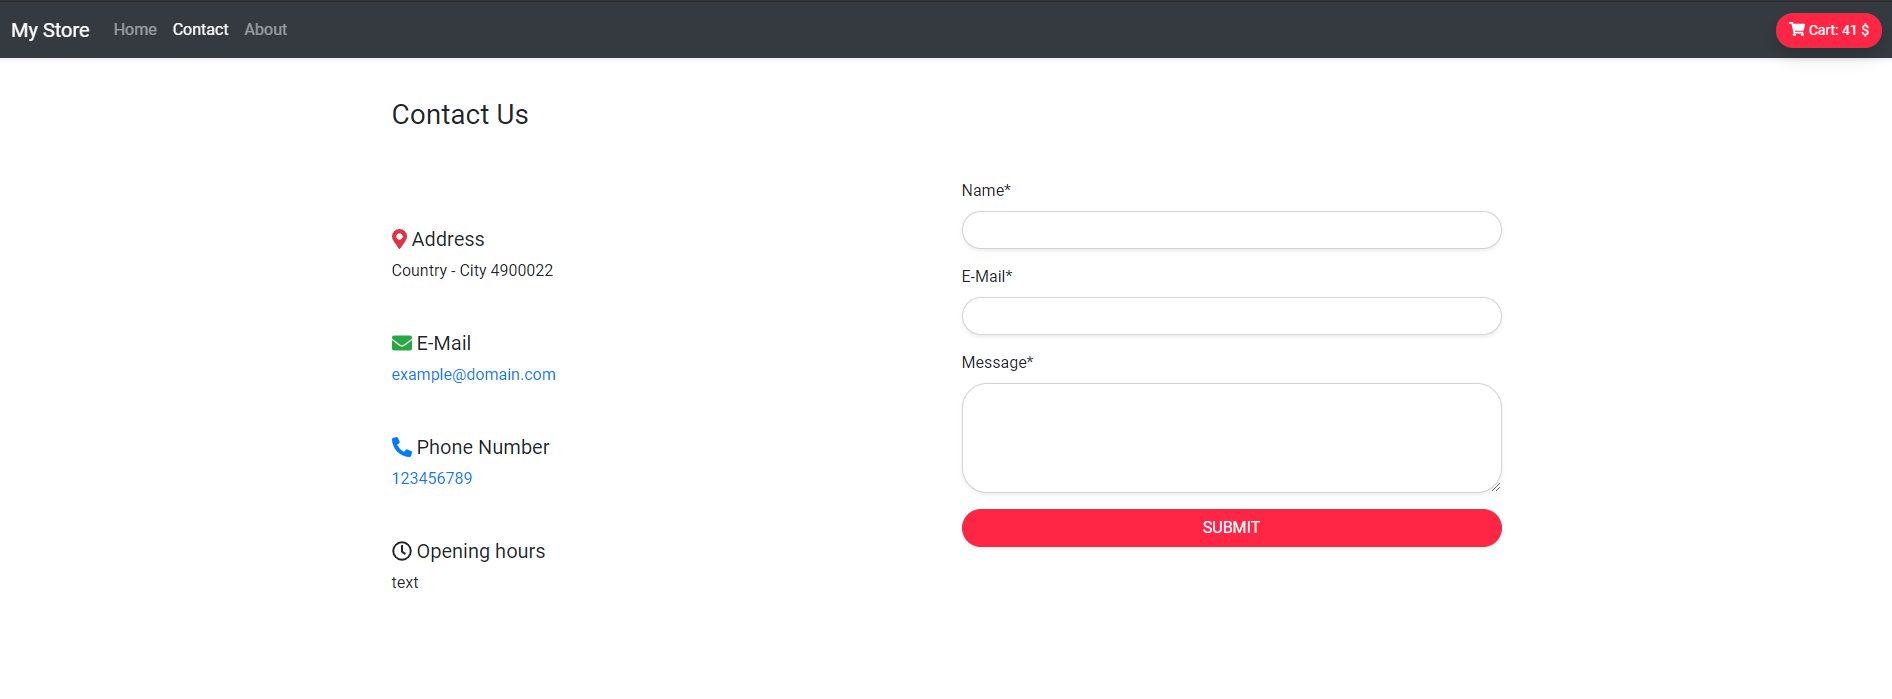 My Store Home Contact About Cart: 41 $
Contact Us
Address
Country - City 4900022
E-Mail
example@domain.com
Phone Number
123456789
Opening hours
text
Name*
E-Mail*
Message*
SUBMIT